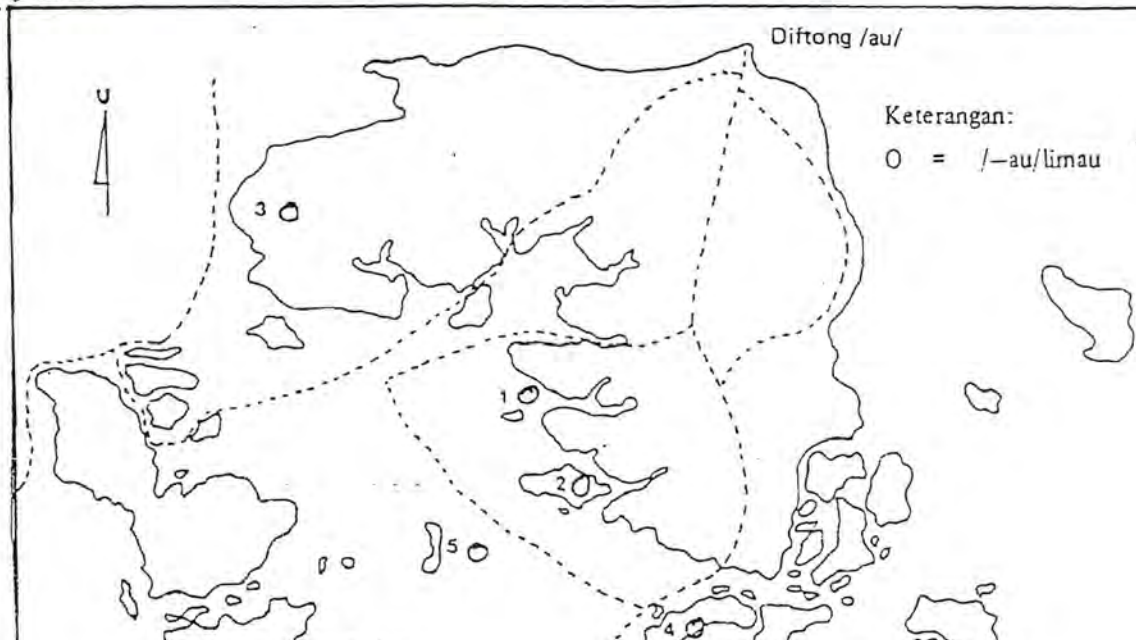 Diftong /au/
U
Keterangan:
O = /—au/limau
3
1
2
5
4